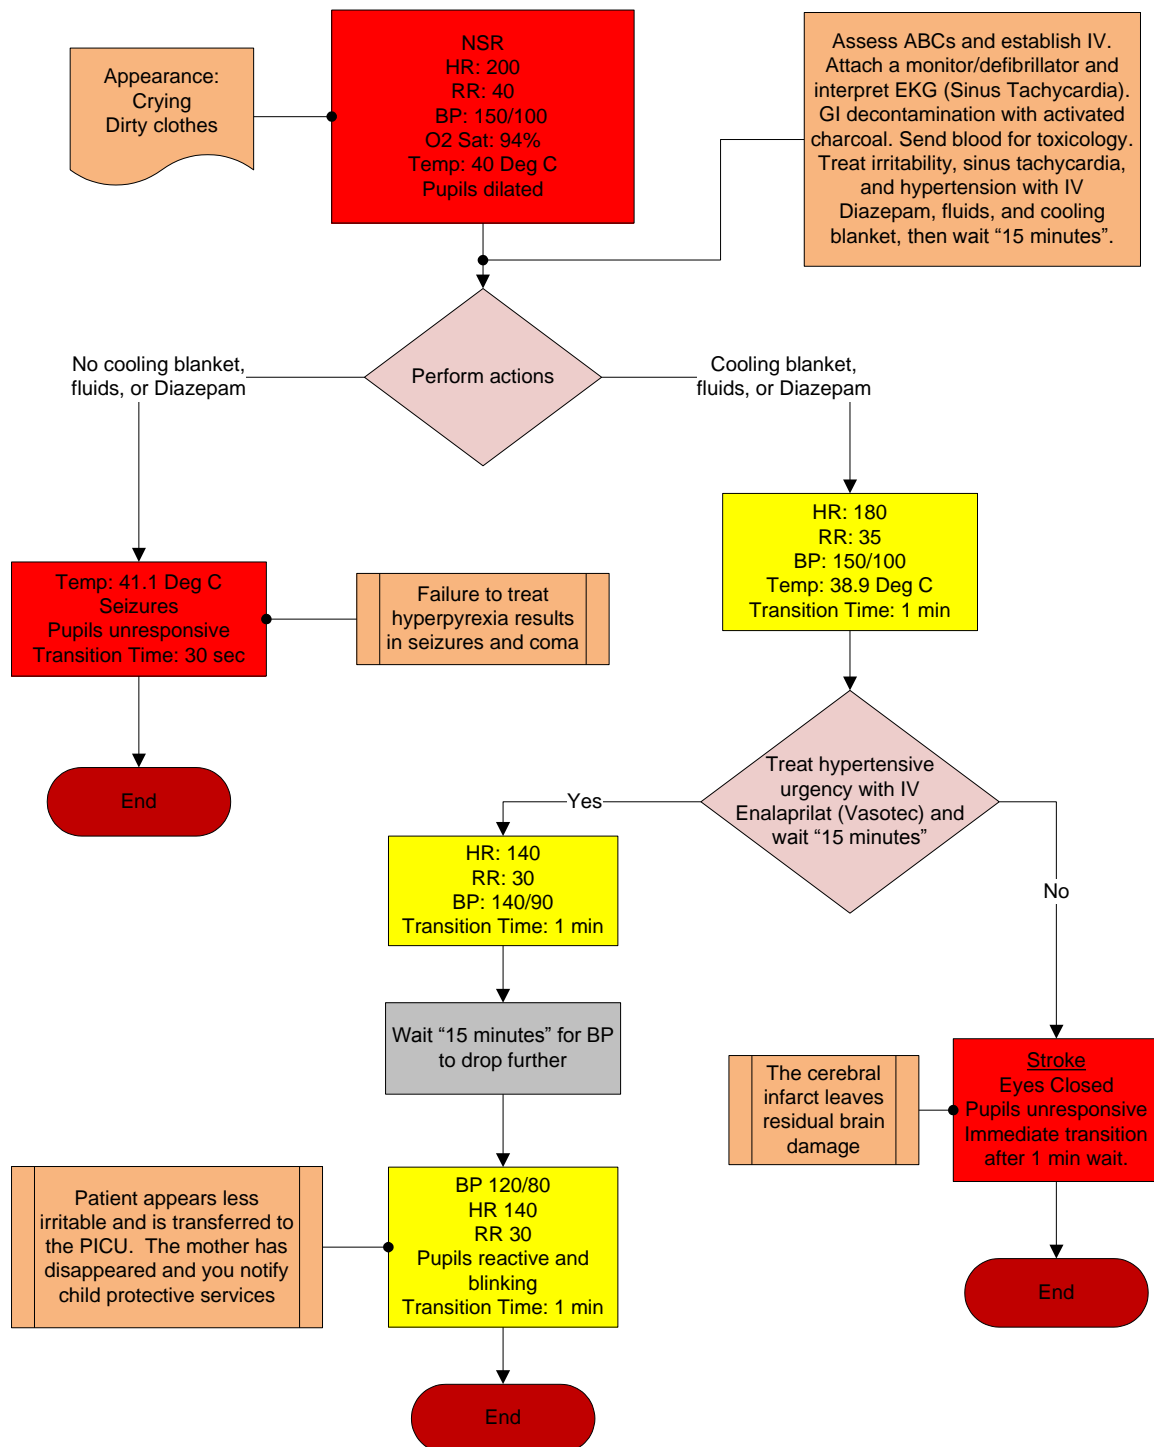 Appearance:
Crying
Dirty clothes
NSR
HR: 200
RR: 40
BP: 150/100
O2 Sat: 94%
Temp: 40 Deg C
Pupils dilated
Assess ABCs and establish IV.
Attach a monitor/defibrillator and
interpret EKG (Sinus Tachycardia).
GI decontamination with activated
charcoal. Send blood for toxicology.
Treat irritability, sinus tachycardia,
and hypertension with IV
Diazepam, fluids, and cooling
blanket, then wait “15 minutes”.
Perform actions
No cooling blanket,
fluids, or Diazepam
Cooling blanket,
fluids, or Diazepam
Temp: 41.1 Deg C
Seizures
Pupils unresponsive
Transition Time: 30 sec
Failure to treat
hyperpyrexia results
in seizures and coma
End
HR: 180
RR: 35
BP: 150/100
Temp: 38.9 Deg C
Transition Time: 1 min
Treat hypertensive
urgency with IV
Enalaprilat (Vasotec) and
wait “15 minutes”
Yes
No
HR: 140
RR: 30
BP: 140/90
Transition Time: 1 min
Wait “15 minutes” for BP
to drop further
The cerebral
infarct leaves
residual brain
damage
Stroke
Eyes Closed
Pupils unresponsive
Immediate transition
after 1 min wait.
Patient appears less
irritable and is transferred to
the PICU.  The mother has
disappeared and you notify
child protective services
BP 120/80
HR 140
RR 30
Pupils reactive and
blinking
Transition Time: 1 min
End
End